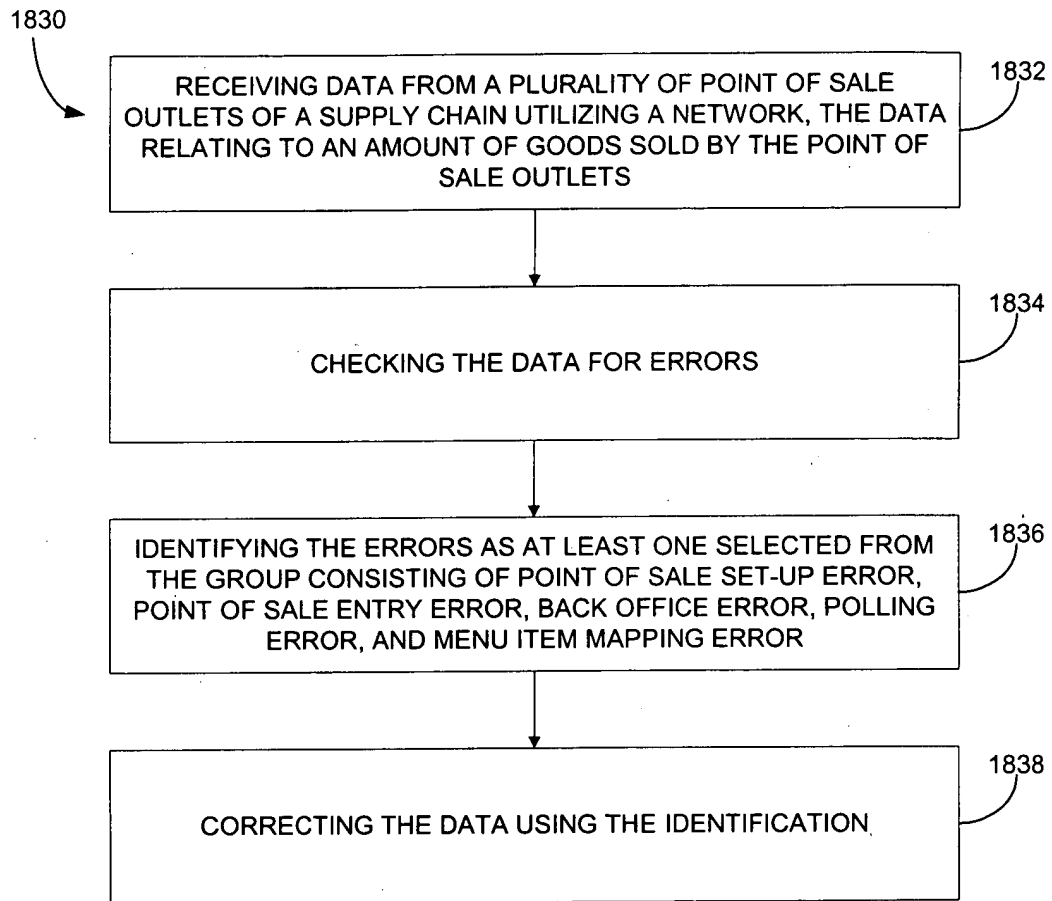 1830
RECEIVING DATA FROM A PLURALITY OF POINT OF SALE
OUTLETS OF A SUPPLY CHAIN UTILIZING A NETWORK, THE DATA
RELATING TO AN AMOUNT OF GOODS SOLD BY THE POINT OF
SALE OUTLETS
1832
CHECKING THE DATA FOR ERRORS
1834
IDENTIFYING THE ERRORS AS AT LEAST ONE SELECTED FROM
THE GROUP CONSISTING OF POINT OF SALE SET-UP ERROR,
POINT OF SALE ENTRY ERROR, BACK OFFICE ERROR, POLLING
ERROR, AND MENU ITEM MAPPING ERROR
1836
CORRECTING THE DATA USING THE IDENTIFICATION
1838